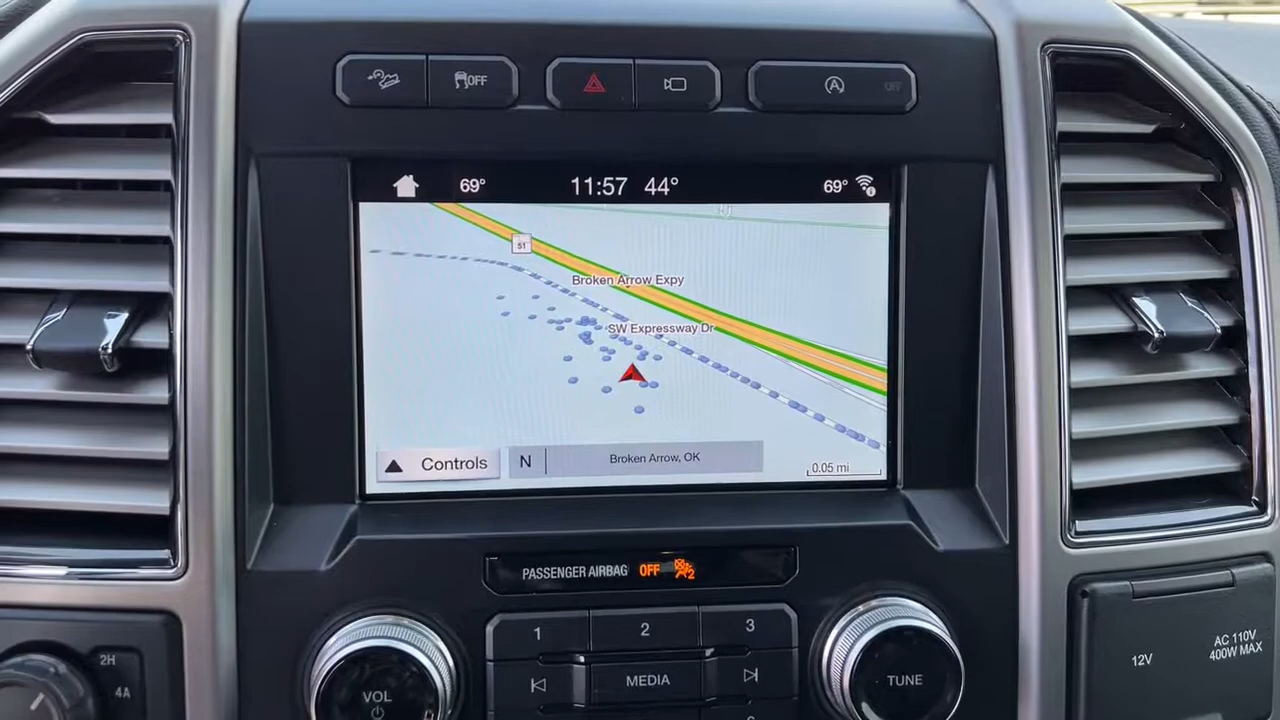 OFF
A OFF
69° 11:57 44° 69°
51
Broken Arrow Expy
SW Expressway Dr
Controls N Broken Arrow, OK 0.05 mi
PASSENGER AIRBAG OFF 2
1 2 3
2H
4A
VOL
MEDIA
TUNE
12V
AC 110V
400W MAX